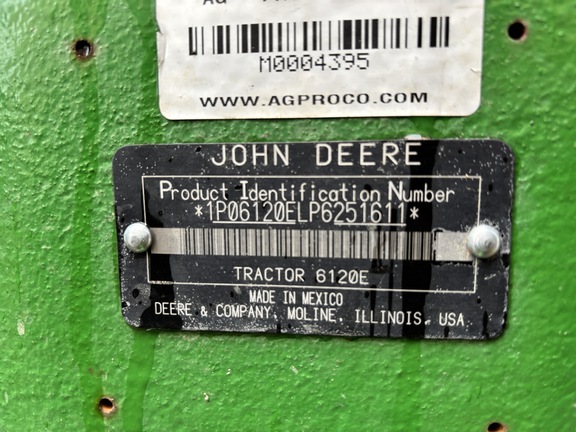 M0004395
WWW.AGPROCO.COM
JOHN DEERE
Product Identification Number
*1P06120ELP6251611*
TRACTOR 6120E
MADE IN MEXICO
DEERE & COMPANY, MOLINE, ILLINOIS, USA